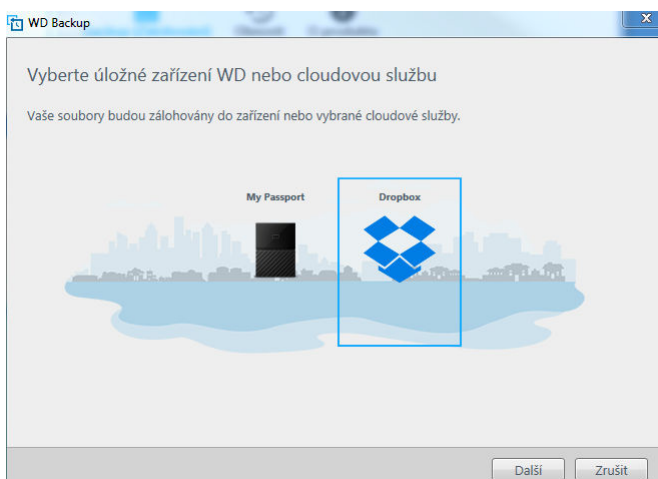 WD Backup
Vyberte úložné zařízení WD nebo cloudovou službu
Vaše soubory budou zálohovány do zařízení nebo vybrané cloudové služby.
My Passport
Dropbox
Další
Zrušit